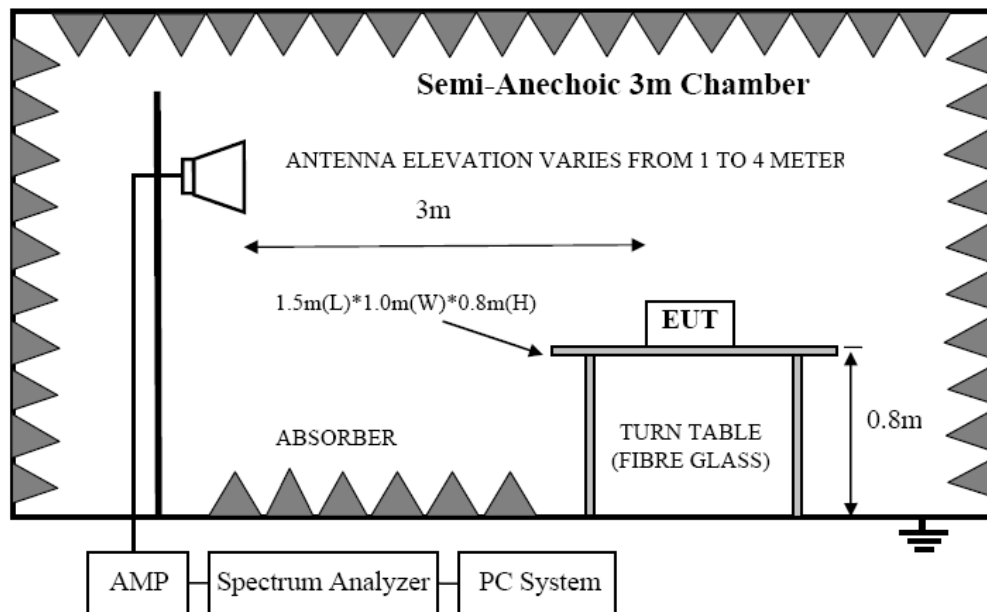 Semi-Anechoic 3m Chamber
ANTENNA ELEVATION VARIES FROM 1 TO 4 METER
3m
1.5m(L)*1.0m(W)*0.8m(H)
EUT
0.8m
ABSORBER
TURN TABLE
(FIBRE GLASS)
AMP
Spectrum Analyzer
PC System